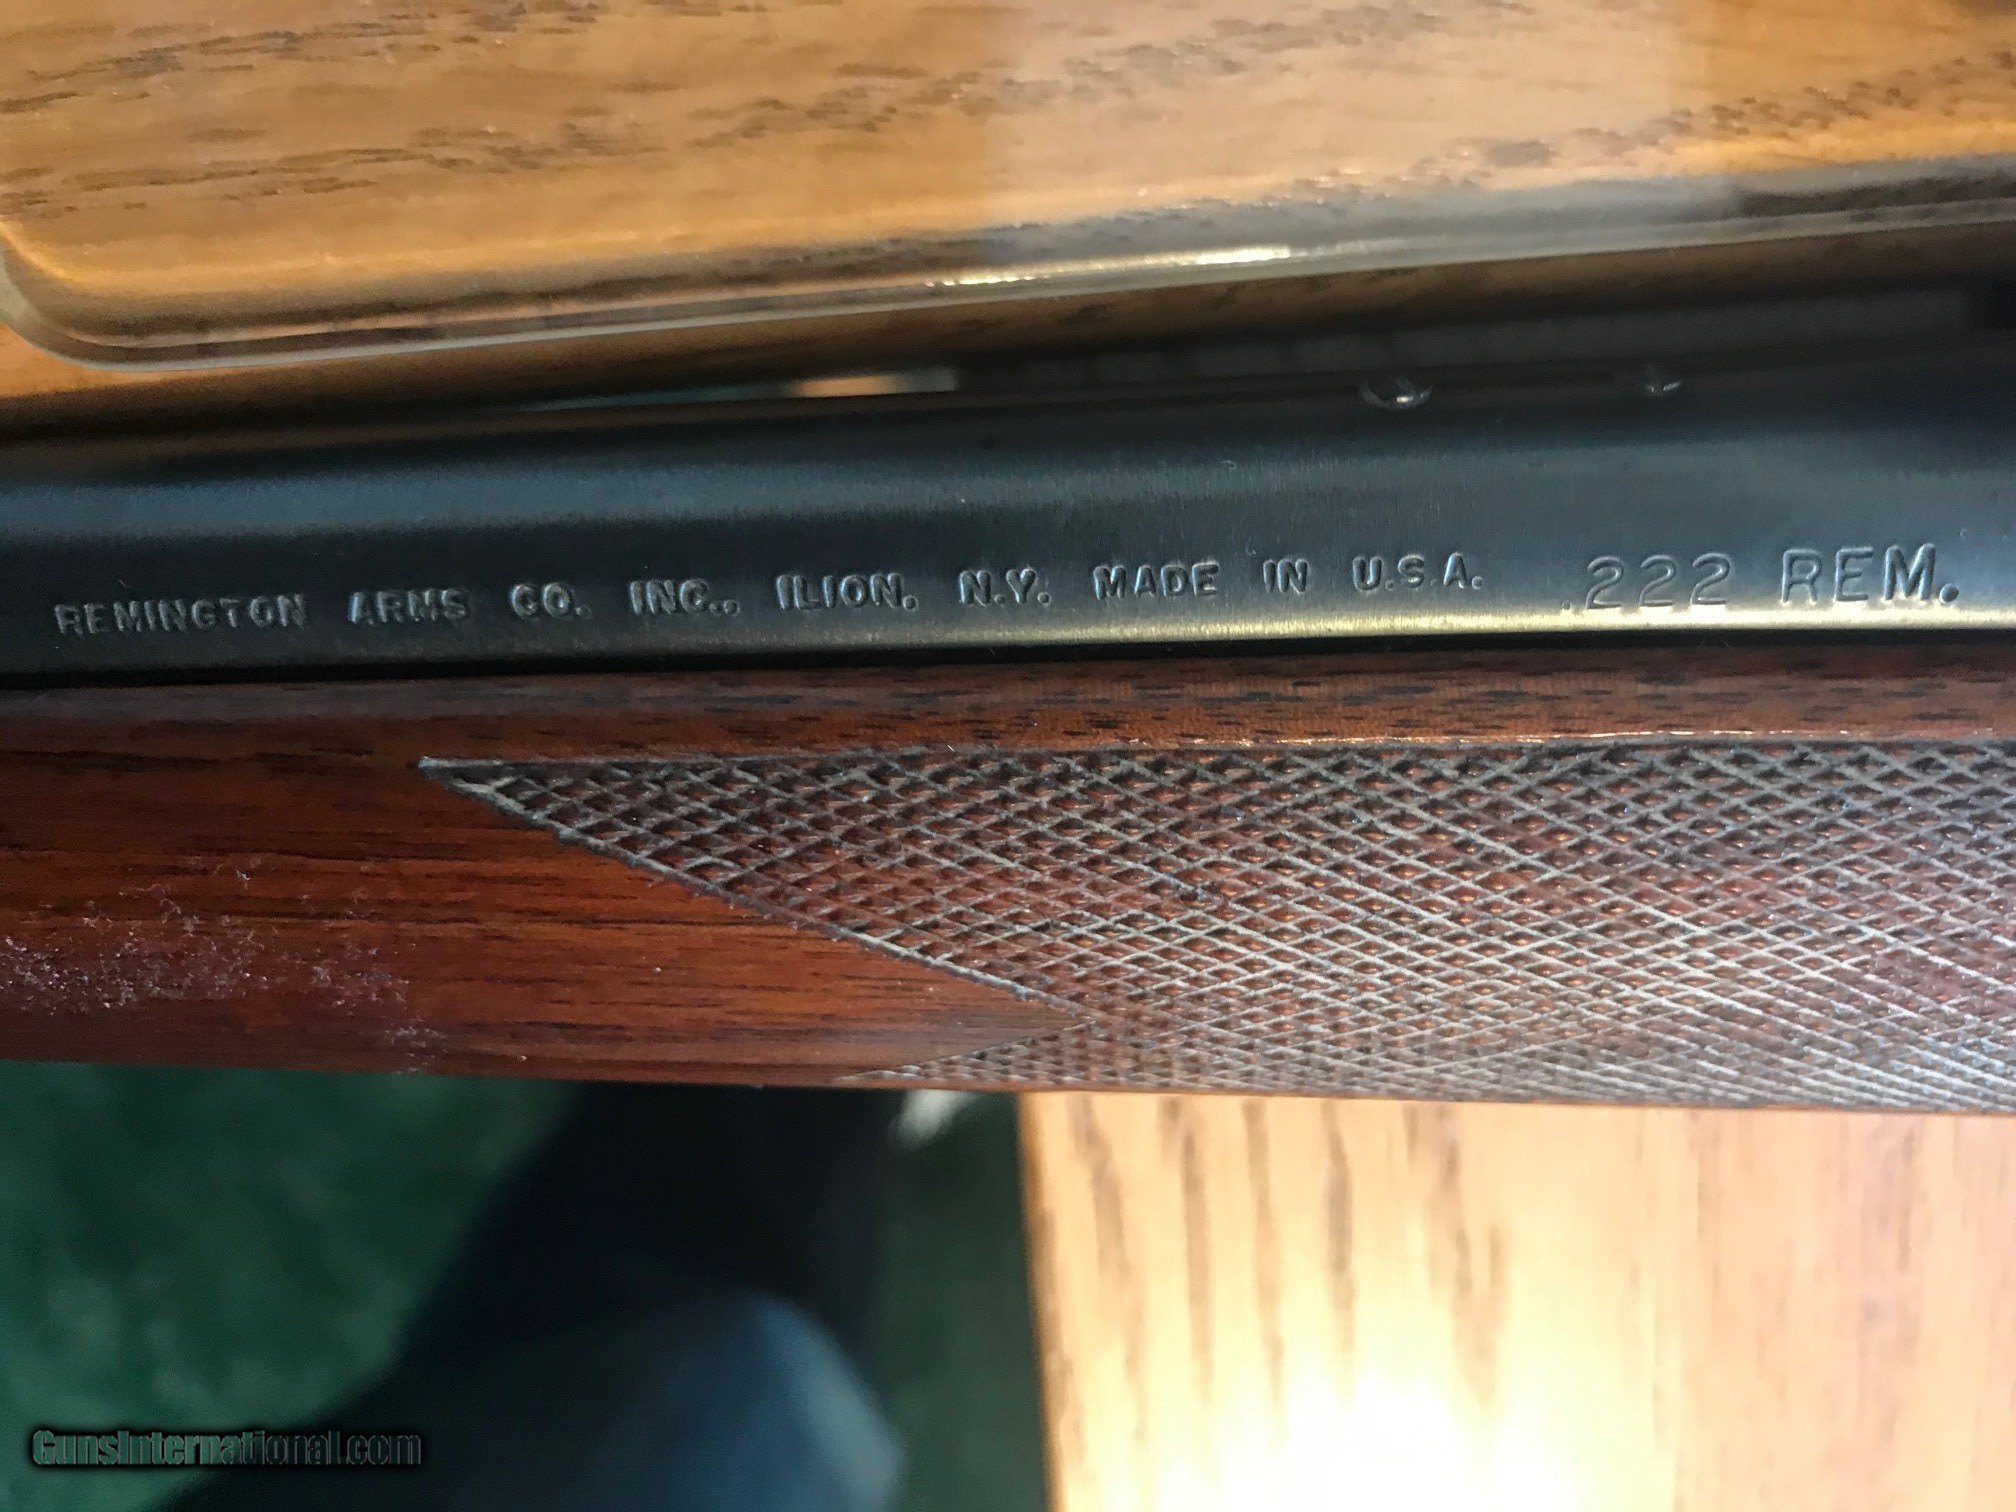 REMINGTON ARMS CO. INC., ILION, N.Y. MADE IN U.S.A. .222 REM.
GunsInternational.com